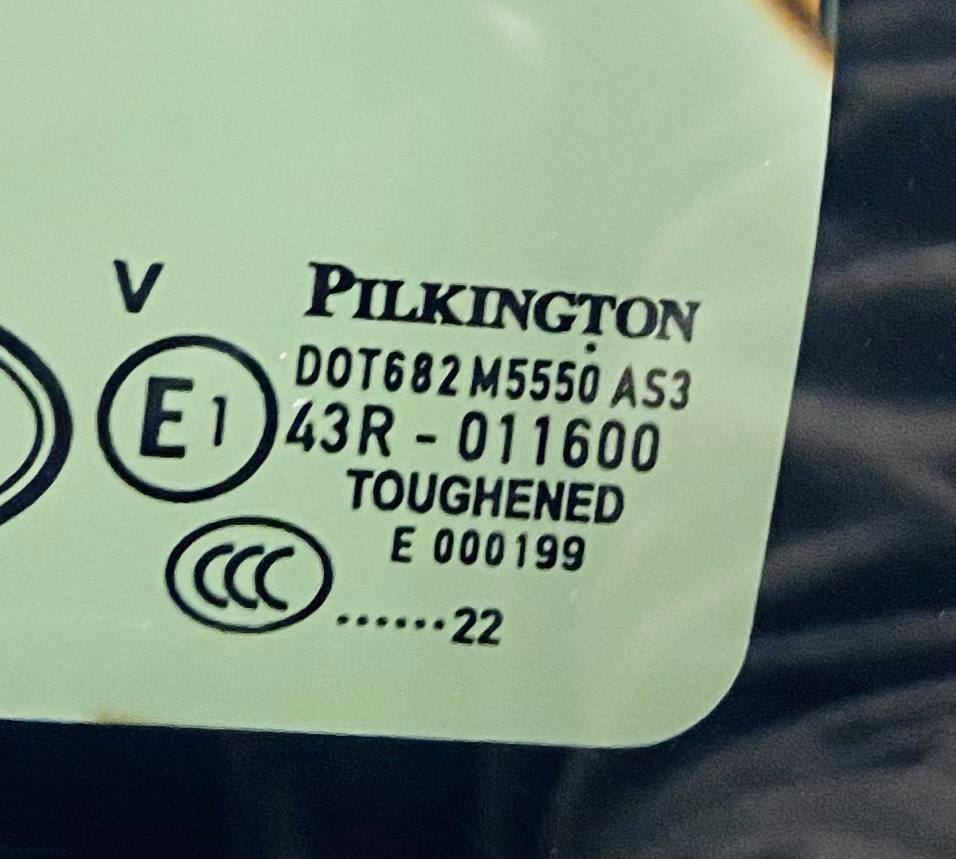 V
PILKINGTON
DOT682 M5550 AS3
E1
43R - 011600
TOUGHENED
E 000199
CCC
......22